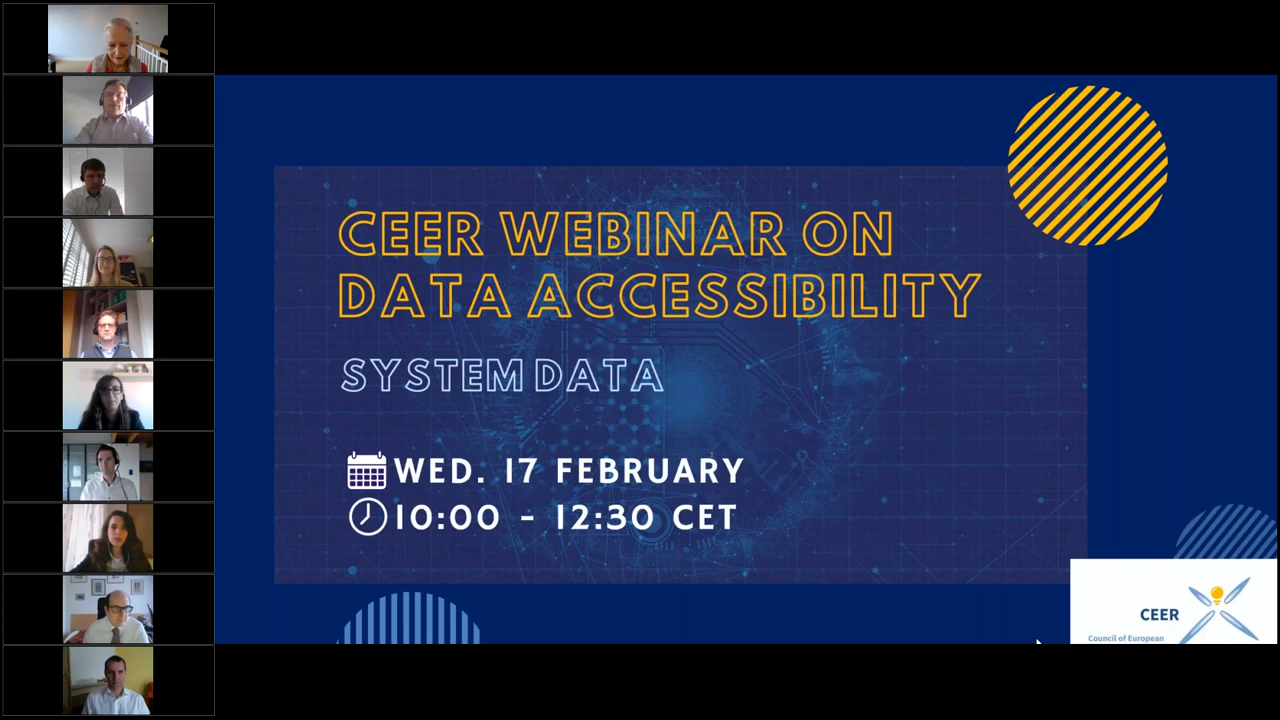 CEER WEBINAR ON
DATA ACCESSIBILITY
SYSTEM DATA
WED. 17 FEBRUARY
10:00 - 12:30 CET
CEER
Council of European